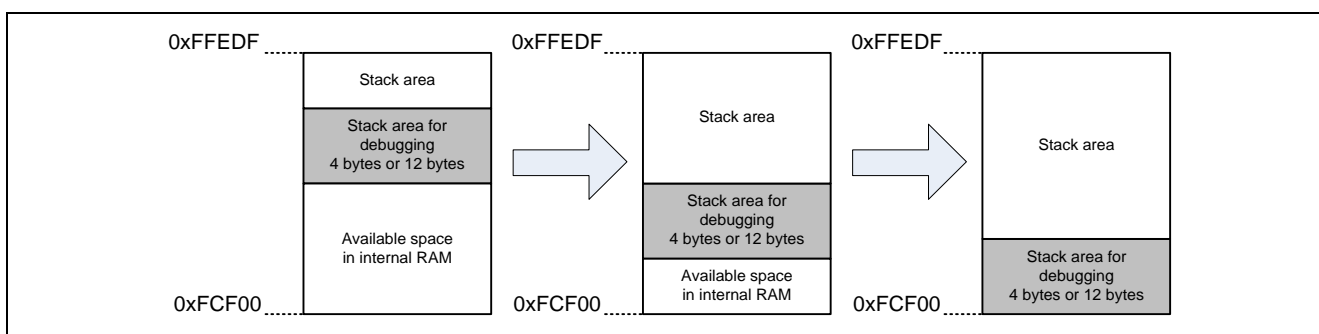 0xFFEDF
Stack area
Stack area for
debugging
4 bytes or 12 bytes
Available space
in internal RAM
0xFCF00
0xFFEDF
Stack area
Stack area for
debugging
4 bytes or 12 bytes
Available space
in internal RAM
0xFCF00
0xFFEDF
Stack area
Stack area for
debugging
4 bytes or 12 bytes
0xFCF00